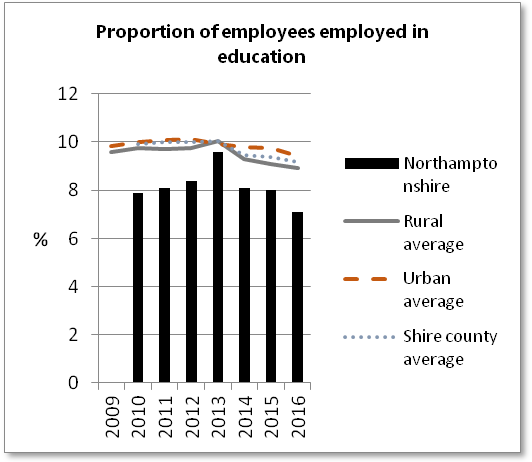 Proportion of employees employed in
education
12
10
8
6
4
2
0
%
2009
2010
2011
2012
2013
2014
2015
2016
Northampto
nshire
Rural
average
Urban
average
Shire county
average